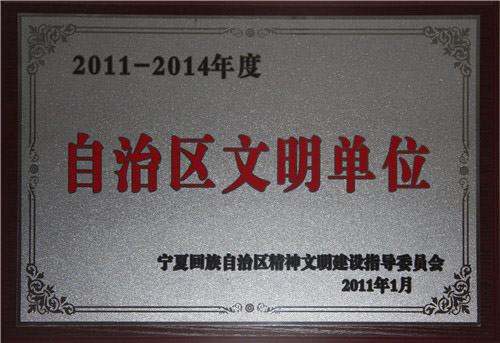 2011-2014年度
自治区文明单位
宁夏回族自治区精神文明建设指导委员会
2011年1月